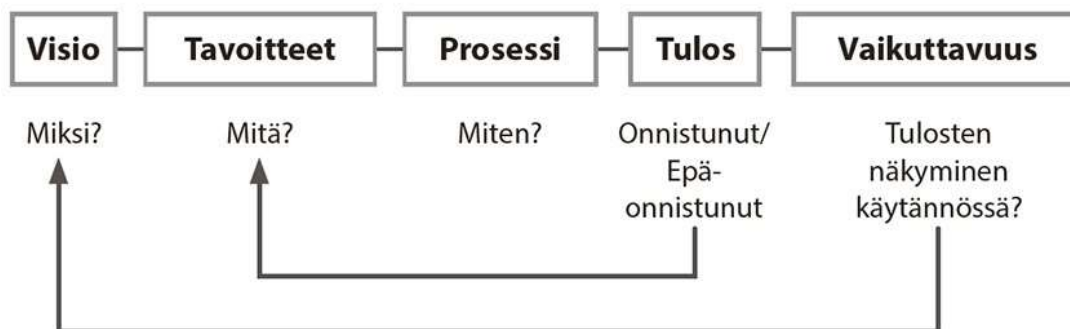 Visio
Tavoitteet
Prosessi
Tulos
Vaikuttavuus
Miksi?
Mitä?
Miten?
Onnistunut/
Epä-
onnistunut
Tulosten
näkyminen
käytännössä?